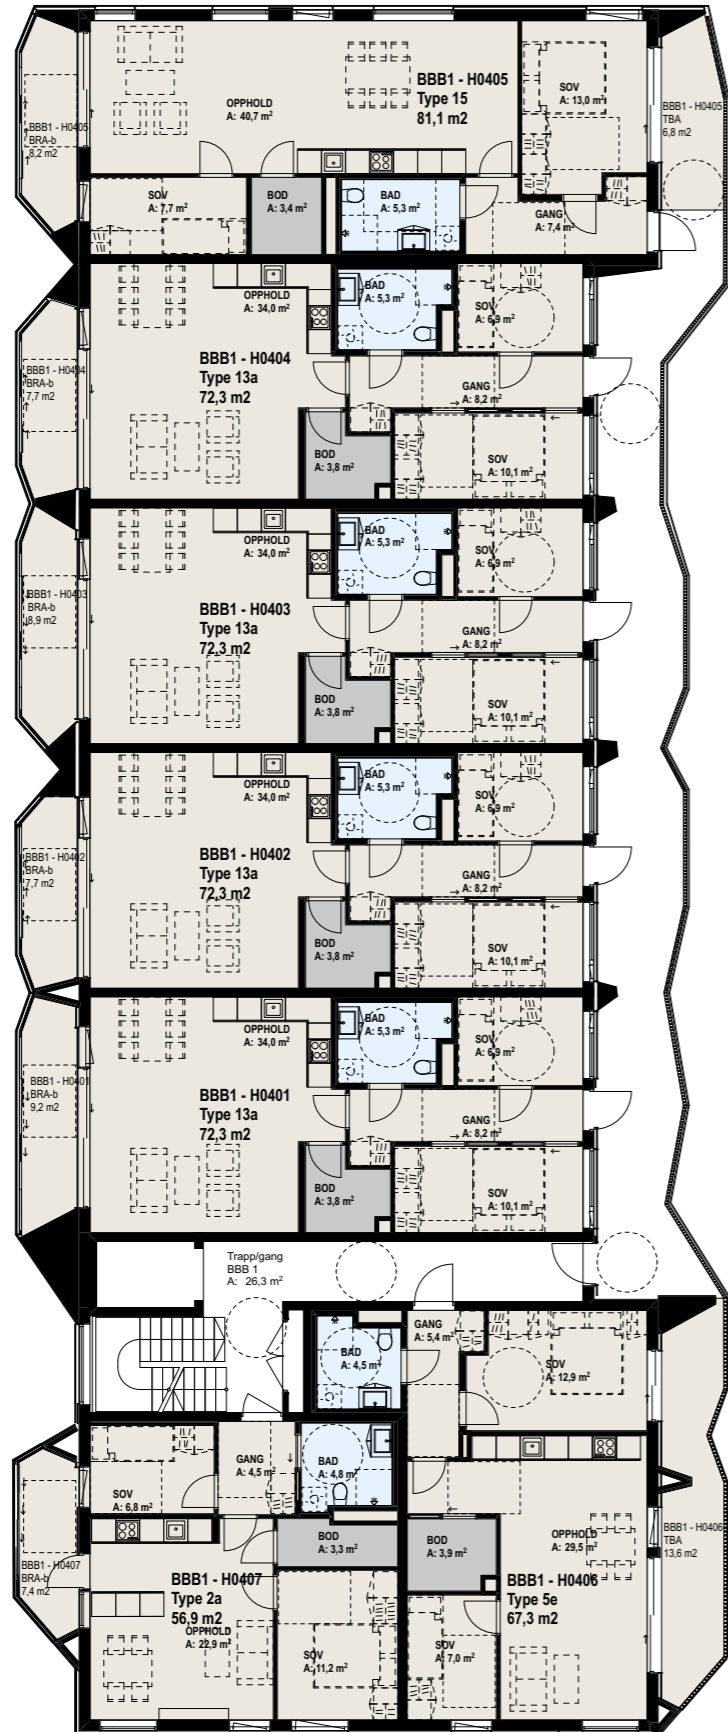 BBB1 - H0405
Type 15
81,1 m2
OPPHOLD
A: 40,7 m²
SOV
A: 13,0 m²
BBB1 - H0405
TBA
6,8 m2
BBB1 - H0405
BRA-b
8,2 m2
SOV
A: 7,7 m²
BOD
A: 3,4 m²
BAD
A: 5,3 m²
GANG
A: 7,4 m²
OPPHOLD
A: 34,0 m²
BAD
A: 5,3 m²
SOV
A: 6,9 m²
BBB1 - H0404
Type 13a
72,3 m2
BBB1 - H0404
BRA-b
7,7 m2
GANG
A: 8,2 m²
BOD
A: 3,8 m²
SOV
A: 10,1 m²
OPPHOLD
A: 34,0 m²
BAD
A: 5,3 m²
SOV
A: 6,9 m²
BBB1 - H0403
BRA-b
8,9 m2
BBB1 - H0403
Type 13a
72,3 m2
GANG
A: 8,2 m²
BOD
A: 3,8 m²
SOV
A: 10,1 m²
OPPHOLD
A: 34,0 m²
BAD
A: 5,3 m²
SOV
A: 6,9 m²
BBB1 - H0402
BRA-b
7,7 m2
BBB1 - H0402
Type 13a
72,3 m2
GANG
A: 8,2 m²
BOD
A: 3,8 m²
SOV
A: 10,1 m²
OPPHOLD
A: 34,0 m²
BAD
A: 5,3 m²
SOV
A: 6,9 m²
BBB1 - H0401
BRA-b
9,2 m2
BBB1 - H0401
Type 13a
72,3 m2
GANG
A: 8,2 m²
BOD
A: 3,8 m²
SOV
A: 10,1 m²
Trapp/gang
BBB 1
A: 26,3 m²
GANG
A: 5,4 m²
BAD
A: 4,5 m²
SOV
A: 12,9 m²
GANG
A: 4,5 m²
BAD
A: 4,8 m²
SOV
A: 6,8 m²
BOD
A: 3,3 m²
BOD
A: 3,9 m²
OPPHOLD
A: 29,5 m²
BBB1 - H0406
TBA
13,6 m2
BBB1 - H0407
BRA-b
7,4 m2
BBB1 - H0407
Type 2a
56,9 m2
OPPHOLD
A: 22,9 m²
BBB1 - H0406
Type 5e
67,3 m2
SOV
A: 11,2 m²
SOV
A: 7,0 m²